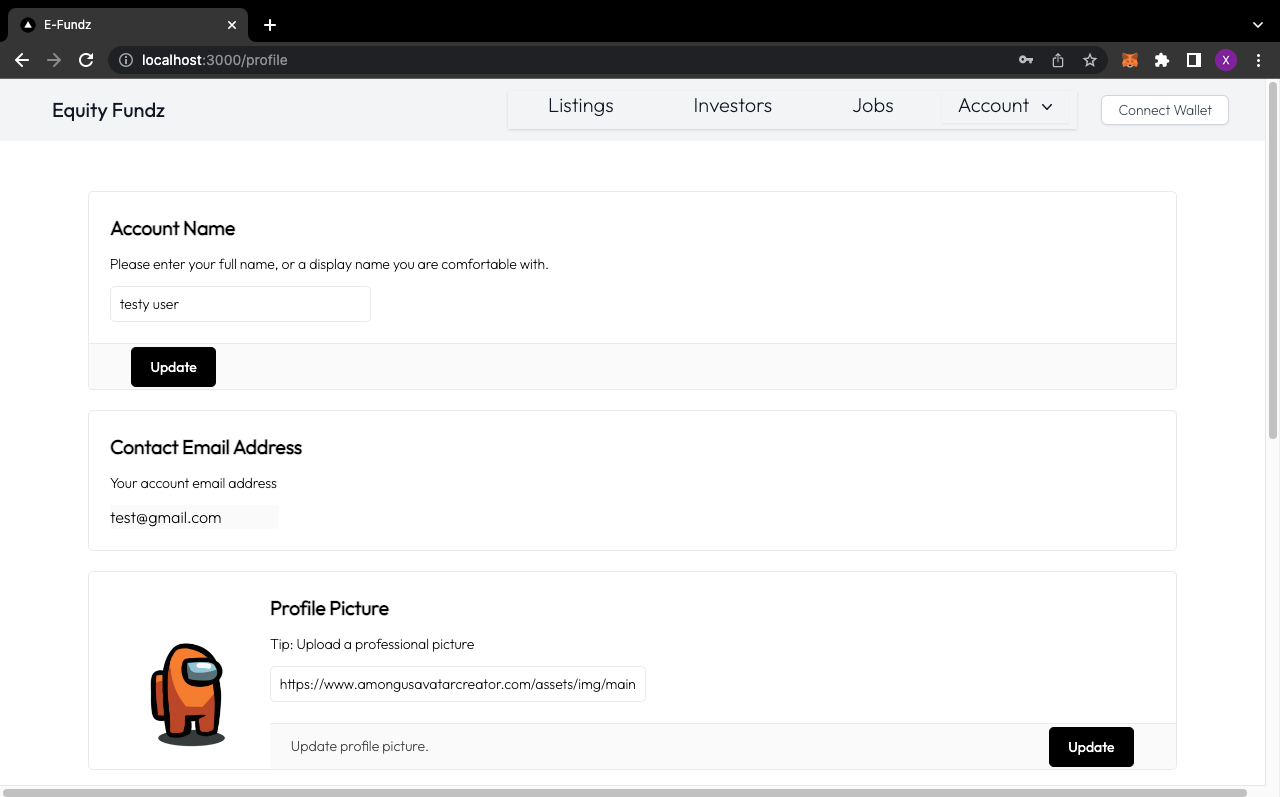 E-Fundz
localhost:3000/profile
X
Equity Fundz
Listings
Investors
Jobs
Account
Connect Wallet
Account Name
Please enter your full name, or a display name you are comfortable with.
testy user
Update
Contact Email Address
Your account email address
test@gmail.com
Profile Picture
Tip: Upload a professional picture
https://www.amongusavatarcreator.com/assets/img/main
Update profile picture.
Update